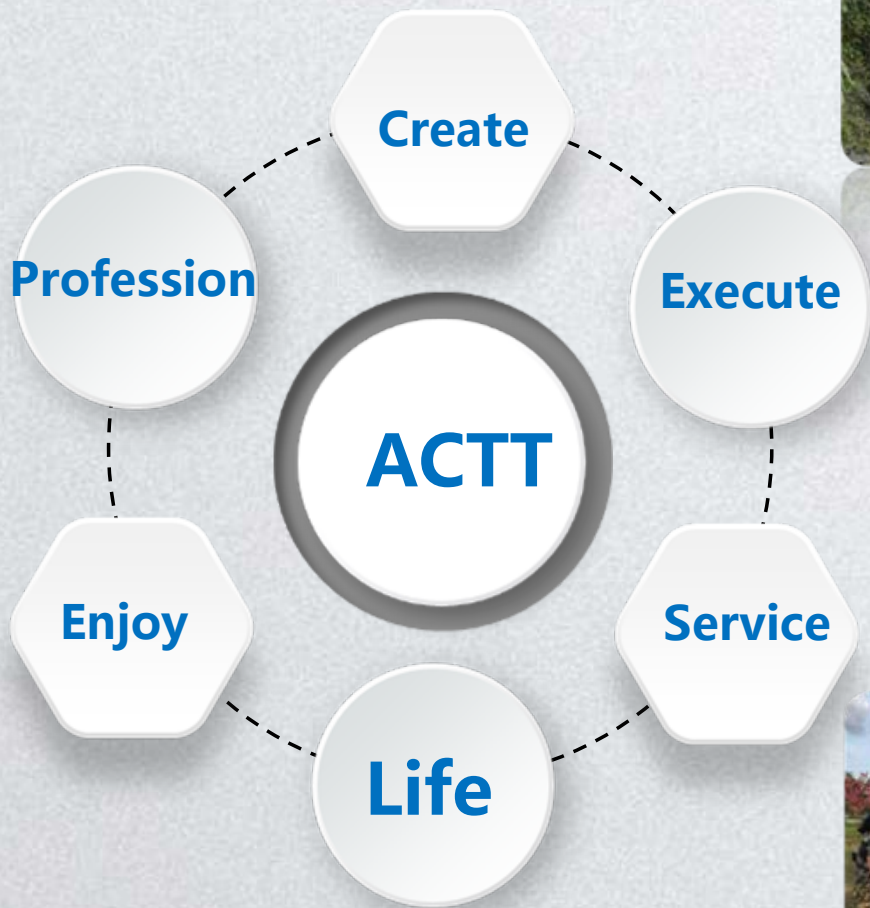 Create
Profession
Execute
ACTT
Enjoy
Service
Life